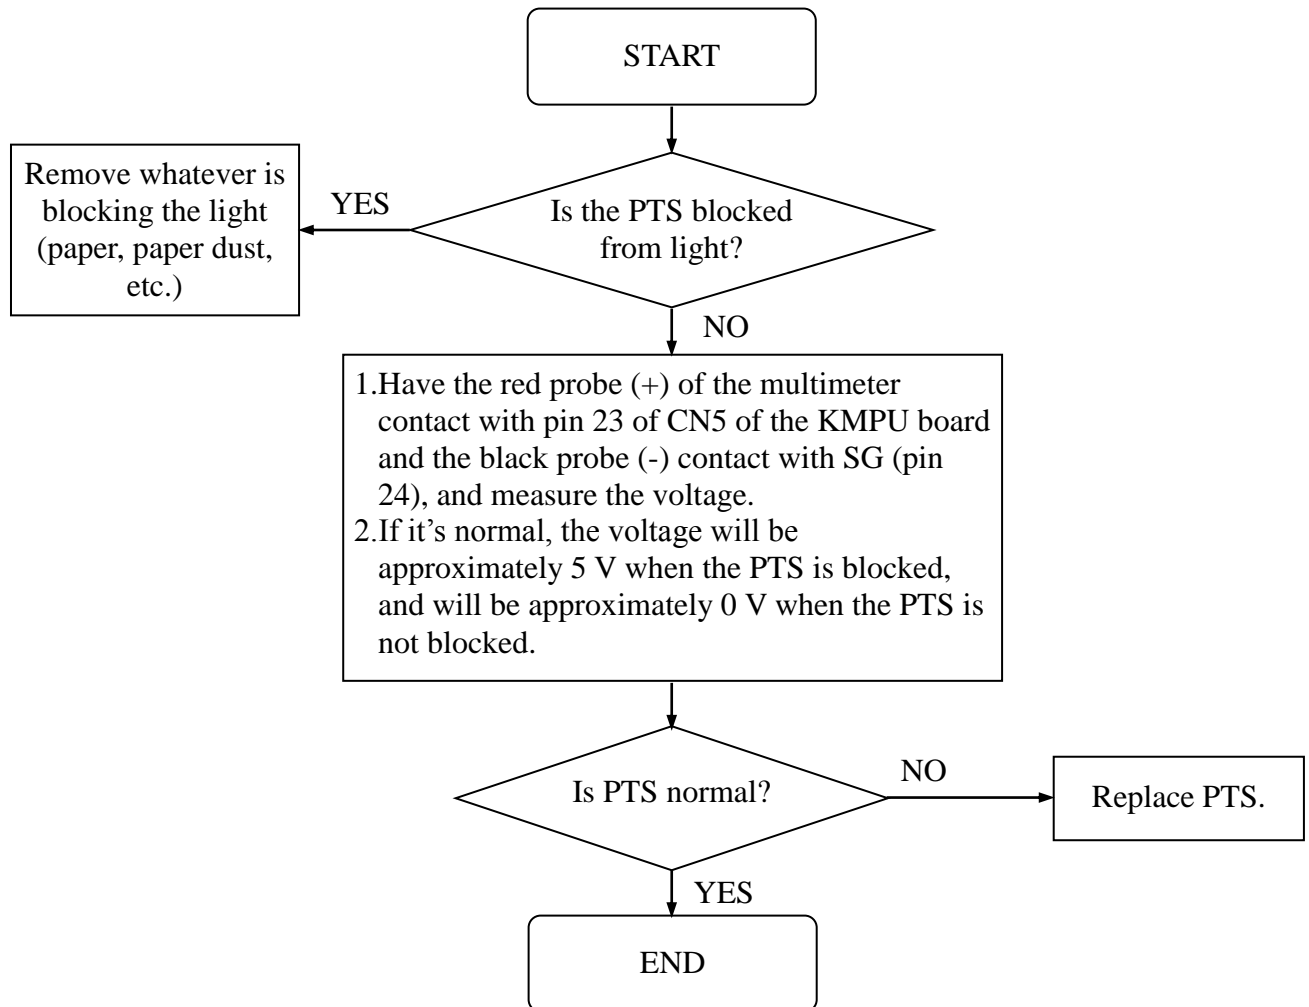 START
Remove whatever is
blocking the light
(paper, paper dust,
etc.)
YES
Is the PTS blocked
from light?
NO
1.Have the red probe (+) of the multimeter
contact with pin 23 of CN5 of the KMPU board
and the black probe (-) contact with SG (pin
24), and measure the voltage.
2.If it’s normal, the voltage will be
approximately 5 V when the PTS is blocked,
and will be approximately 0 V when the PTS is
not blocked.
Is PTS normal?
NO
Replace PTS.
YES
END